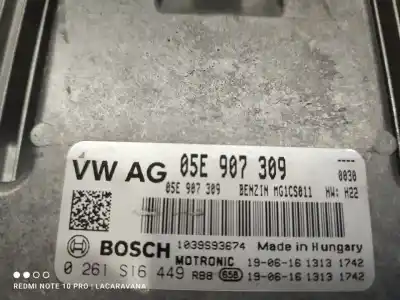 VW AG 05E 907 309 ----
05E 907 309 BENZIN MG1CS011 0030 HW: H22
BOSCH 1039S93674 Made in Hungary
MOTRONIC 19-06-16 1313 1742
0 261 S16 449 R98 658 19-06-16 1313 1742
REDMI NOTE 10 PRO | LACARAVANA